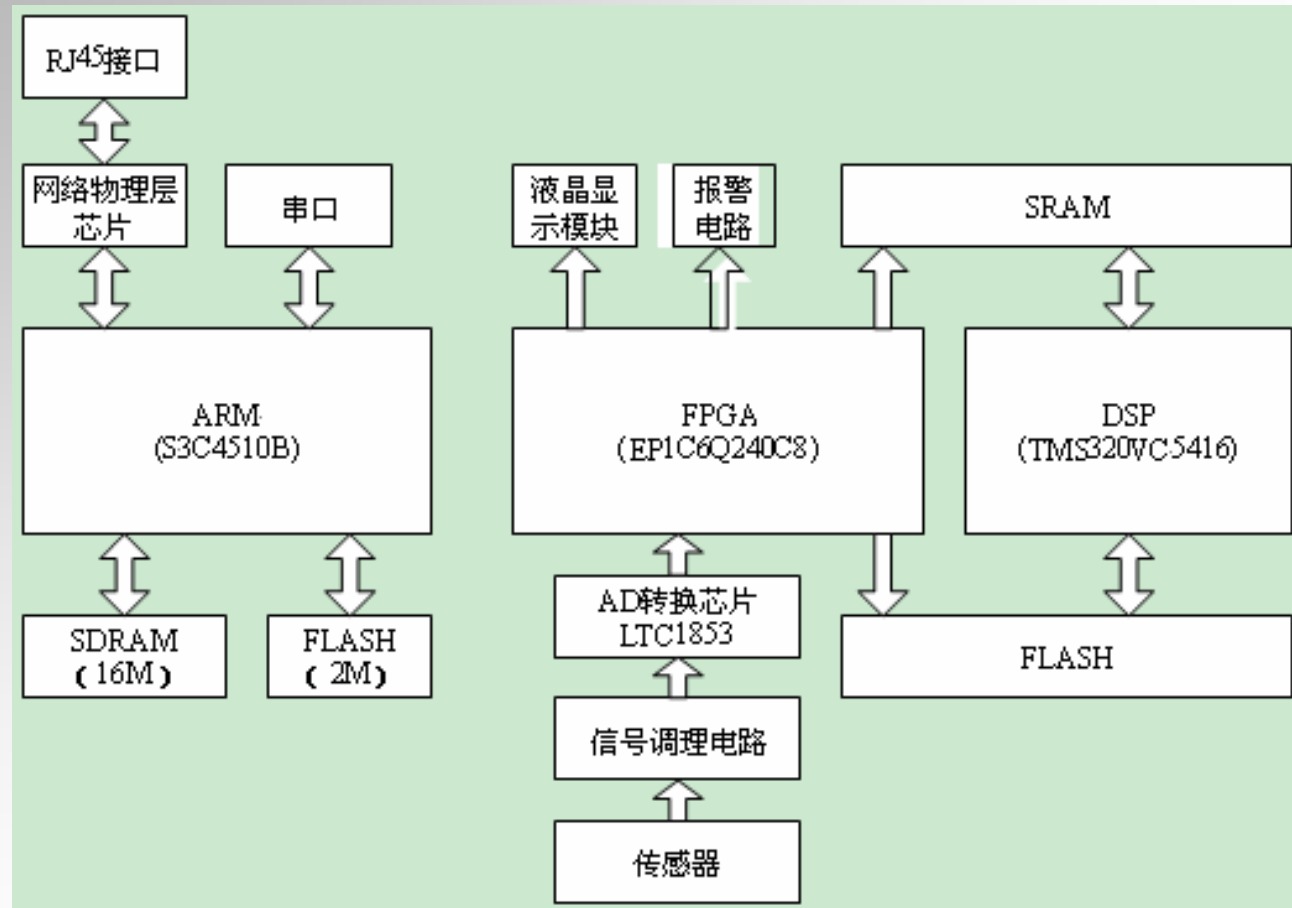 RJ45接口
网络物理层
芯片
串口
液晶显
示模块
报警
电路
SRAM
ARM
(S3C4510B)
FPGA
(EP1C6Q240C8)
DSP
(TMS320VC5416)
SDRAM
(16M)
FLASH
(2M)
AD转换芯片
LTC1853
FLASH
信号调理电路
传感器